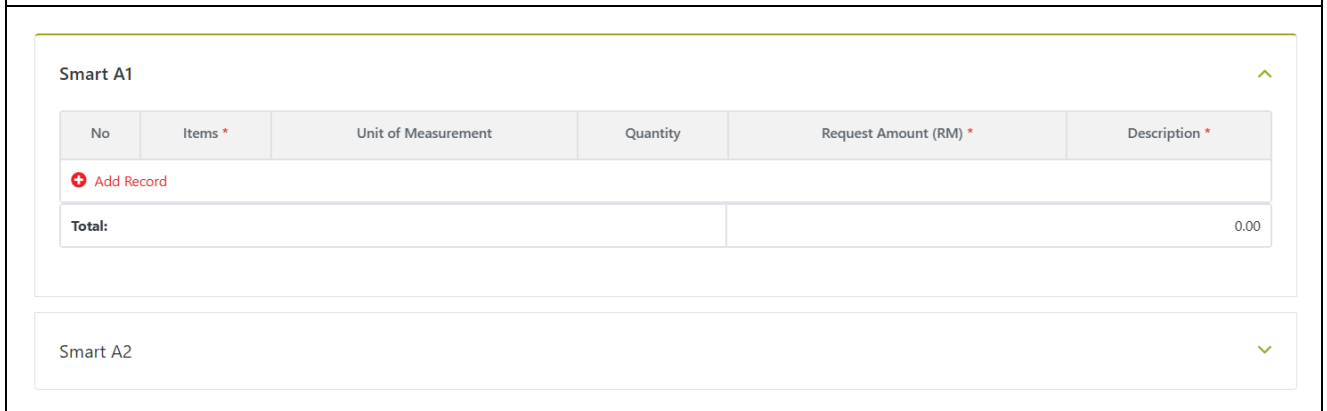 Smart A1
No Items * Unit of Measurement Quantity Request Amount (RM) * Description *
Add Record
Total: 0.00
Smart A2